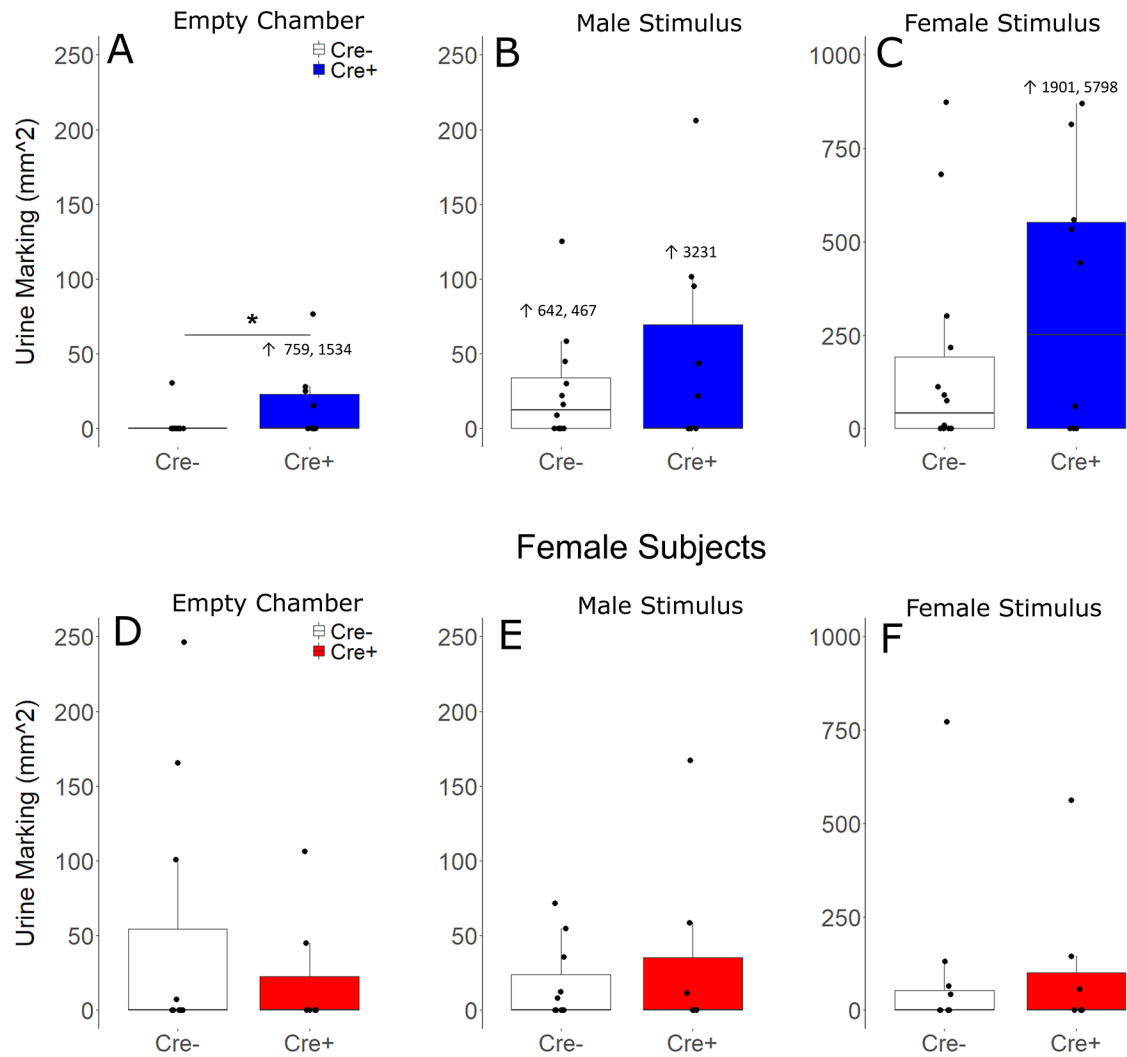 Empty Chamber
Male Stimulus
Female Stimulus
A
B
C
Cre-
Cre+
Urine Marking (mm^2)
250
200
150
100
50
0
*
↑ 759, 1534
Cre-
Cre+
250
200
150
100
50
0
↑ 642, 467
↑ 3231
Cre-
Cre+
1000
750
500
250
0
↑ 1901, 5798
Cre-
Cre+
Female Subjects
Empty Chamber
Male Stimulus
Female Stimulus
D
E
F
Cre-
Cre+
Urine Marking (mm^2)
250
200
150
100
50
0
Cre-
Cre+
250
200
150
100
50
0
Cre-
Cre+
1000
750
500
250
0
Cre-
Cre+